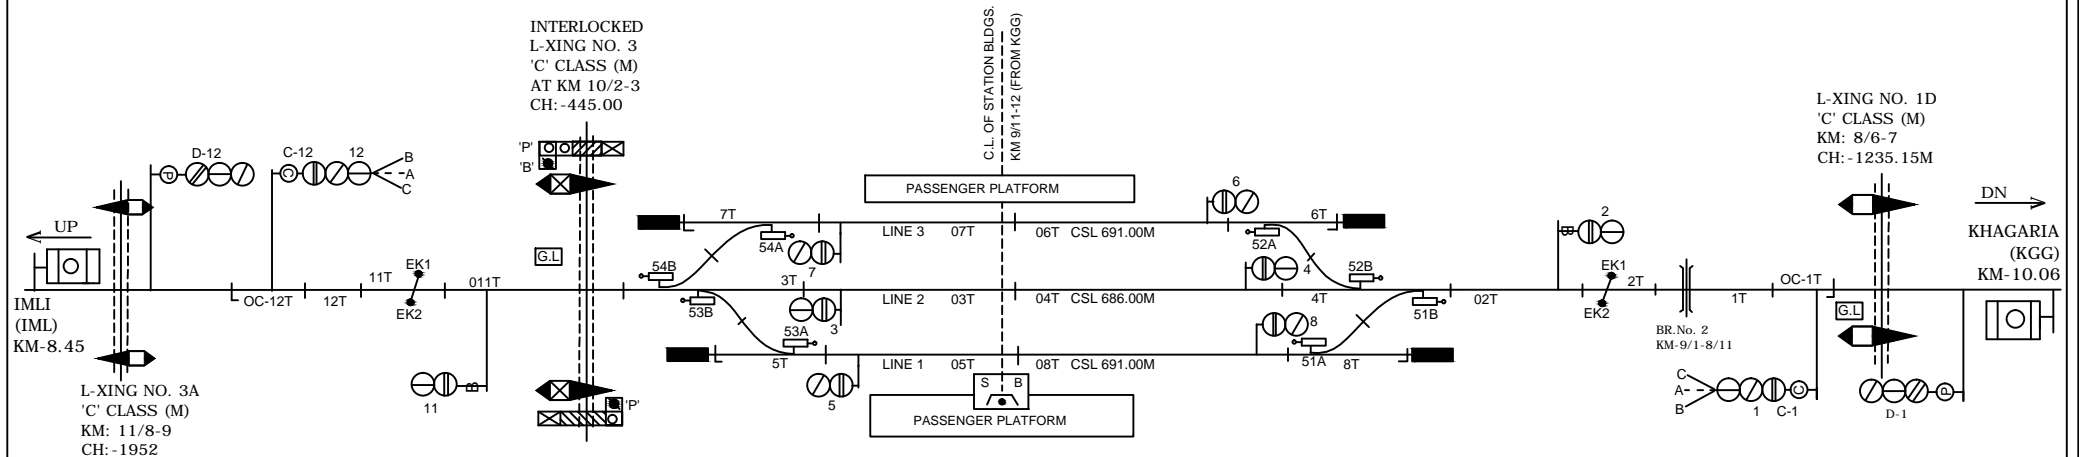 INTERLOCKED
L-XING NO. 3
'C' CLASS (M)
AT KM 10/2-3
CH:-445.00
C.L. OF STATION BLDGS.
KM 9/11-12 (FROM KGG)
L-XING NO. 1D
'C' CLASS (M)
KM: 8/6-7
CH:-1235.15M
D-12
C-12
12
B
A
C
P
C
'P'
'B'
UP
DN
PASSENGER PLATFORM
6
2
B
KHAGARIA
(KGG)
KM-10.06
7T
LINE 3
07T
06T
CSL 691.00M
6T
54A
7
52A
G.L
54B
52B
4
EK1
EK2
11T
011T
OC-12T
12T
3T
LINE 2
03T
04T
CSL 686.00M
4T
02T
EK1
EK2
2T
1T
OC-1T
G.L
IMLI
(IML)
KM-8.45
53B
53A
3
51B
51A
8
BR.No. 2
KM-9/1-8/11
5T
LINE 1
05T
08T
CSL 691.00M
8T
S B
PASSENGER PLATFORM
5
11
B
'P'
C
A
B
1
C-1
C
D-1
P
L-XING NO. 3A
'C' CLASS (M)
KM: 11/8-9
CH:-1952